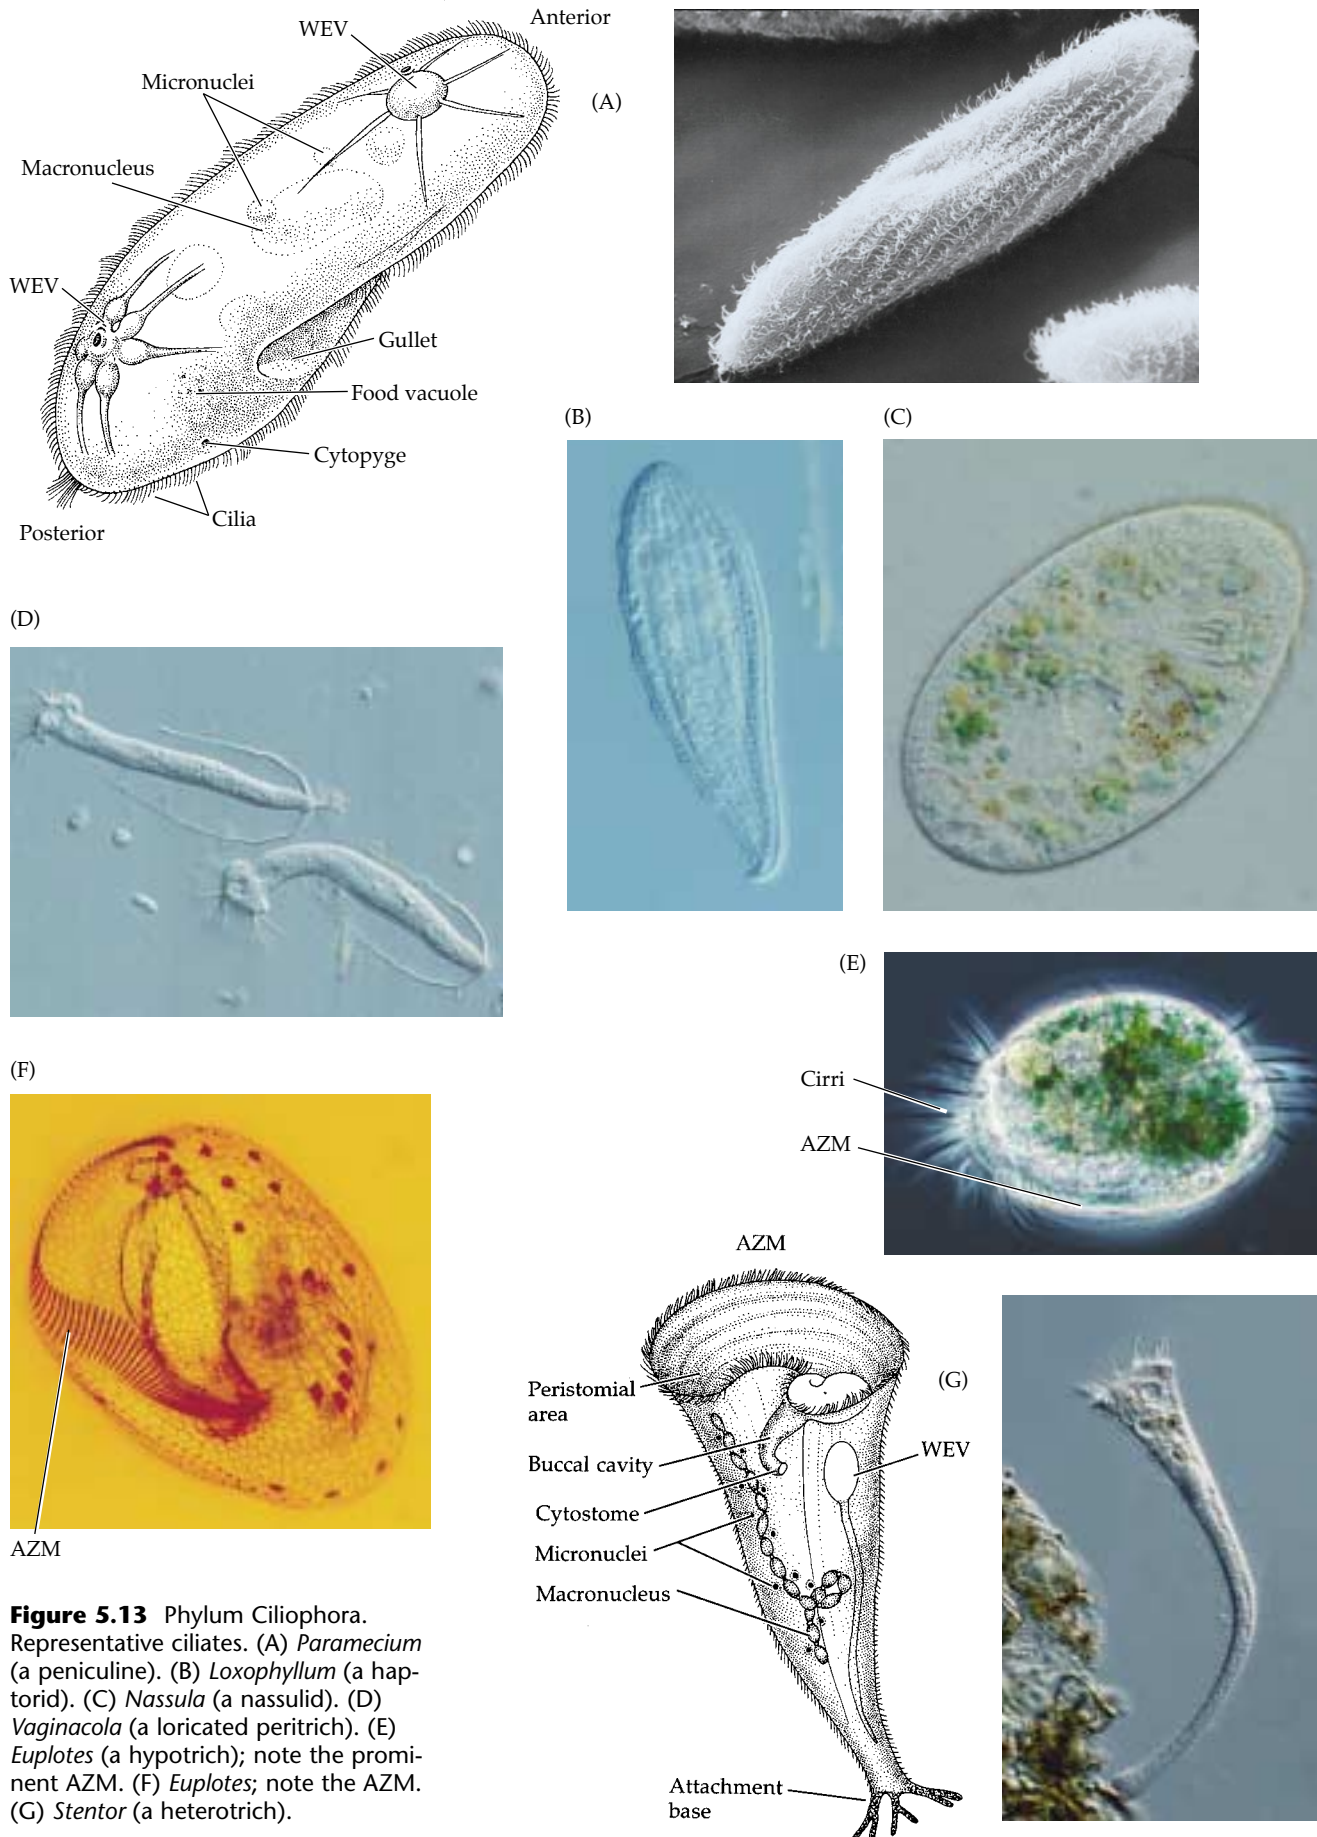 WEV
Anterior
Micronuclei
(A)
Macronucleus
WEV
Gullet
Food vacuole
Cytopyge
Cilia
Posterior
(B)
(C)
(D)
(E)
Cirri
AZM
(F)
AZM
AZM
Peristomial
area
(G)
Buccal cavity
WEV
Cytostome
Micronuclei
Macronucleus
Attachment
base
Figure 5.13 Phylum Ciliophora.
Representative ciliates. (A) Paramecium
(a peniculine). (B) Loxophyllum (a hap-
torid). (C) Nassula (a nassulid). (D)
Vaginacola (a loricated peritrich). (E)
Euplotes (a hypotrich); note the promi-
nent AZM. (F) Euplotes; note the AZM.
(G) Stentor (a heterotrich).